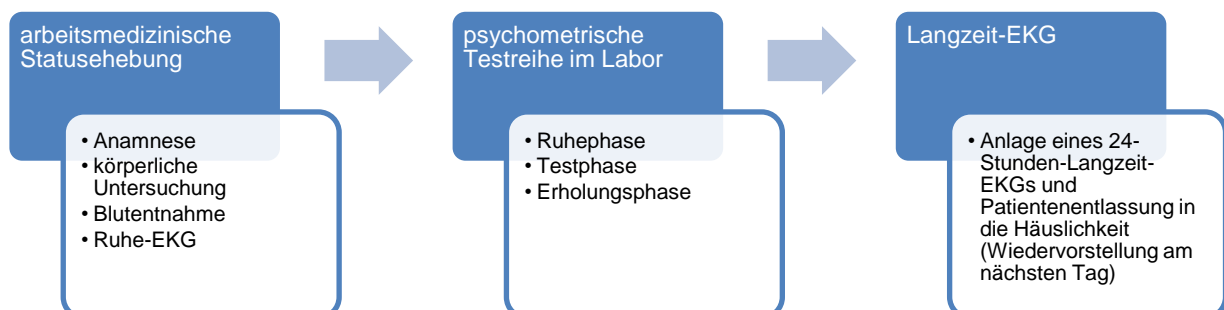 arbeitsmedizinische
Statusehebung
• Anamnese
• körperliche
Untersuchung
• Blutentnahme
• Ruhe-EKG
psychometrische
Testreihe im Labor
• Ruhephase
• Testphase
• Erholungsphase
Langzeit-EKG
• Anlage eines 24-
Stunden-Langzeit-
EKGs und
Patientenentlassung in
die Häuslichkeit
(Wiedervorstellung am
nächsten Tag)